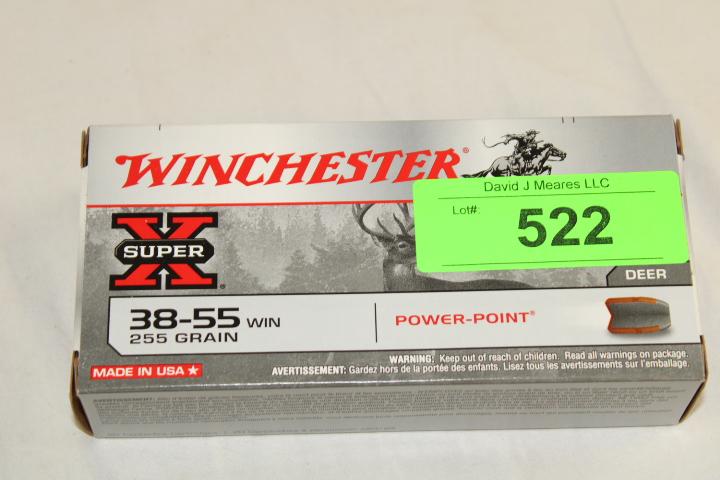 WINCHESTER®
David J Meares LLC
Lot#:
522
SUPER X®
DEER
38-55 WIN
255 GRAIN
POWER-POINT®
WARNING: Keep out of reach of children. Read all warnings on package.
AVERTISSEMENT: Gardez hors de la portée des enfants. Lisez tous les avertissements sur l'emballage.
MADE IN USA ★